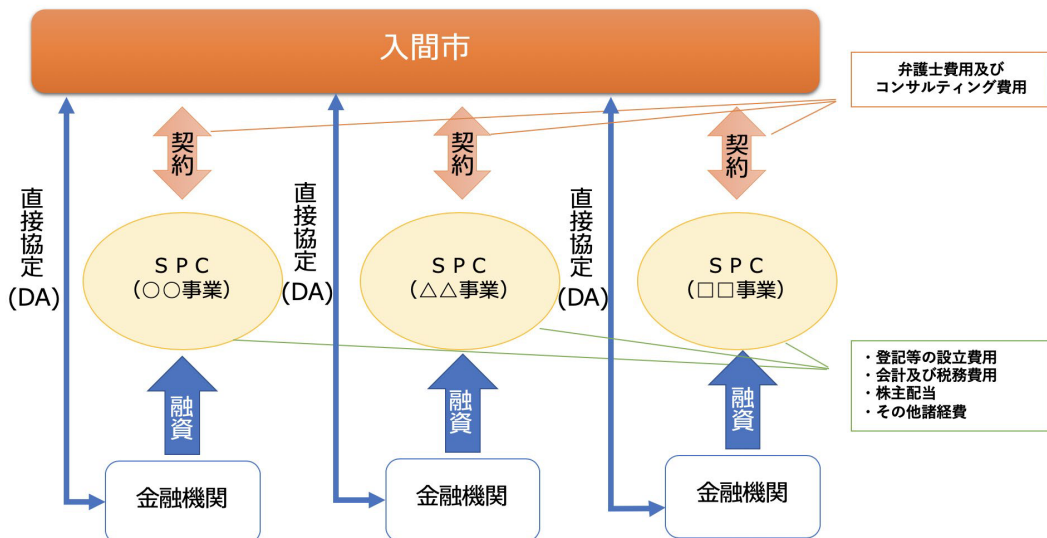 入間市
弁護士費用及び
コンサルティング費用
契約
契約
契約
直接協定
(DA)
直接協定
(DA)
直接協定
(DA)
ＳＰＣ
（○○事業）
ＳＰＣ
（△△事業）
ＳＰＣ
（□□事業）
・登記等の設立費用
・会計及び税務費用
・株主配当
・その他諸経費
融資
融資
融資
金融機関
金融機関
金融機関